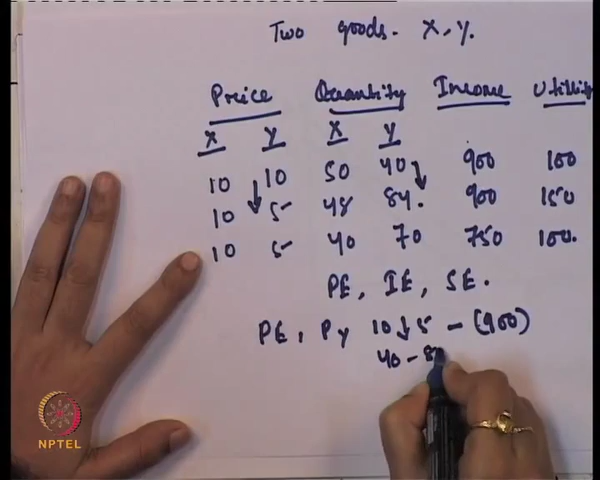 Two goods - X, Y.
Price Quantity Income Utility
X Y X Y
10 10 50 40 900 100
10 5 48 84 900 150
10 5 40 70 750 100.
PE, IE, SE.
PE, Py 10 ↓ 5 - (900)
40 - 8
NPTEL